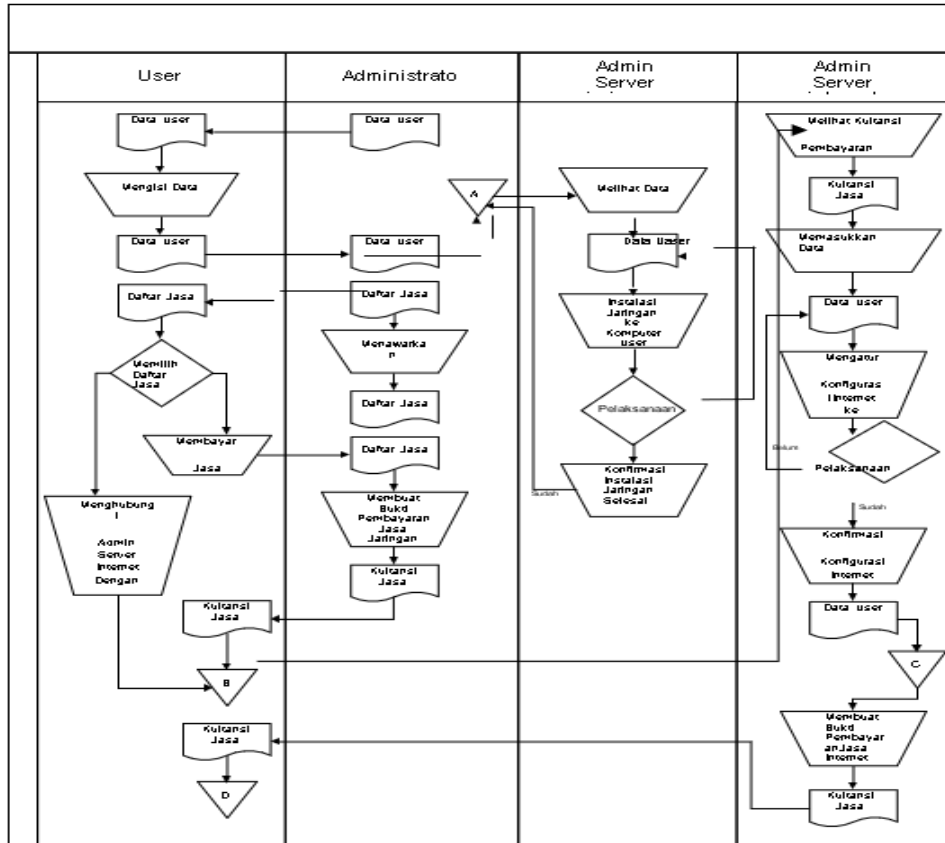 User
Administrato
Admin
Server
Admin
Server
Data user
Mengisi Data
Data user
Daftar Jasa
Memilih
Daftar
Jasa
Membayar
Jasa
Menghubung
i
Admin
Server
Internet
Dengan
Kuitansi
Jasa
B
Kuitansi
Jasa
D
Data user
A
Data user
Daftar Jasa
Menawarka
n
Daftar Jasa
Daftar Jasa
Membuat
Bukti
Pembayaran
Jasa
Jaringan
Kuitansi
Jasa
Melihat Data
Data Uaser
Instalasi
Jaringan
ke
Komputer
user
Pelaksanaan
Konfirmasi
Instalasi
Jaringan
Selesai
Sudah
Melihat Kuitansi
Pembayaran
Kuitansi
Jasa
Memasukkan
Data
Data user
Mengatur
Konfiguras
i Internet
ke
Belum
Pelaksanaan
Sudah
Konfirmasi
Konfigurasi
Internet
Data user
C
Membuat
Bukti
Pembayar
an Jasa
Internet
Kuitansi
Jasa